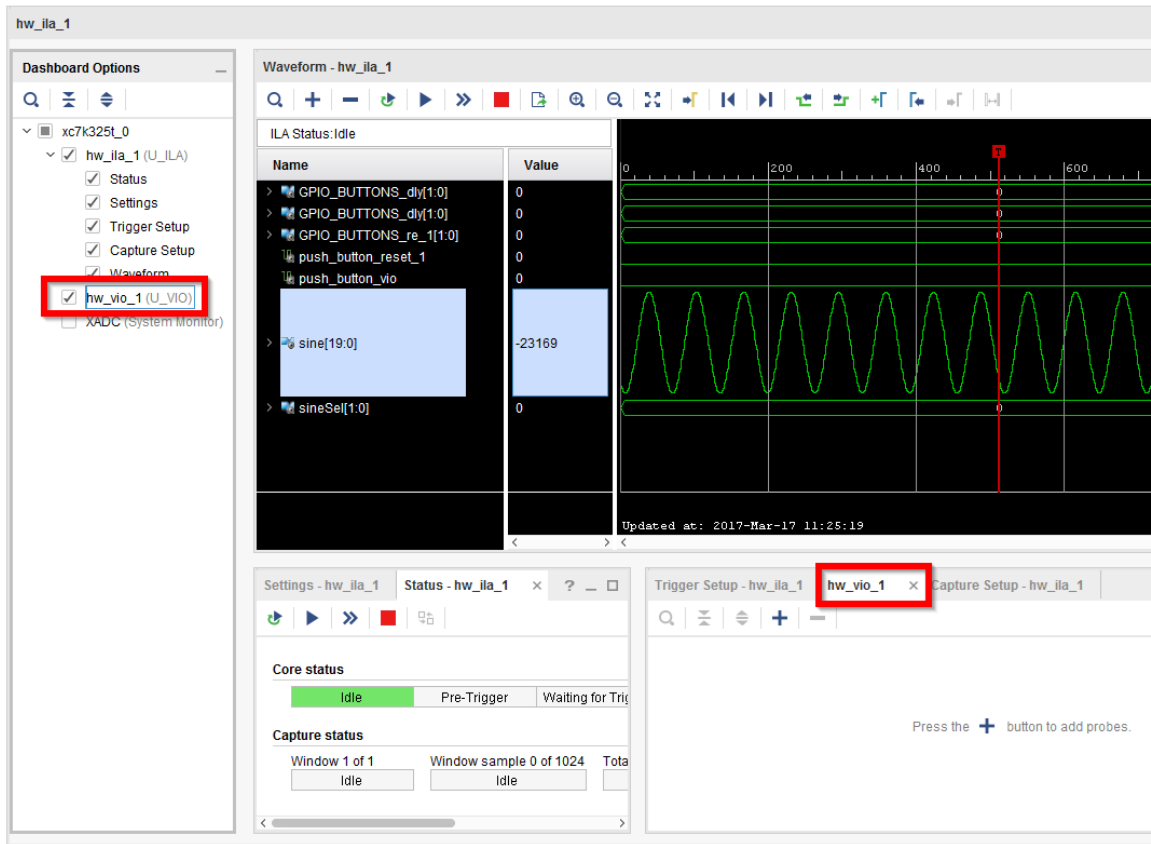 hw_ila_1
Dashboard Options
xc7k325t_0
hw_ila_1 (U_ILA)
Status
Settings
Trigger Setup
Capture Setup
Waveform
hw_vio_1 (U_VIO)
XADC (System Monitor)
Waveform - hw_ila_1
ILA Status:Idle
Name Value
0 200 400 600
T
GPIO_BUTTONS_dly[1:0] 0 0
GPIO_BUTTONS_dly[1:0] 0 0
GPIO_BUTTONS_re_1[1:0] 0 0
push_button_reset_1 0
push_button_vio 0
sine[19:0] -23169
sineSel[1:0] 0 0
Updated at: 2017-Mar-17 11:25:19
Settings - hw_ila_1 Status - hw_ila_1
Core status
Idle Pre-Trigger Waiting for Trig
Capture status
Window 1 of 1 Window sample 0 of 1024 Tota
Idle Idle
Trigger Setup - hw_ila_1 hw_vio_1 Capture Setup - hw_ila_1
Press the + button to add probes.